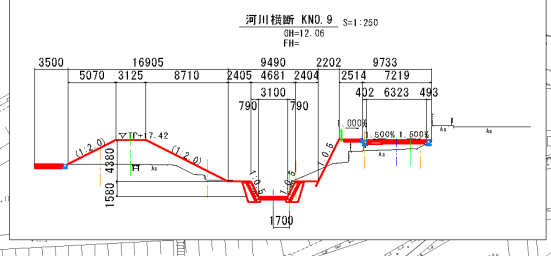 河川横断 KNO.9 S=1:250
GH=12.06
FH=
3500 16905 9490 2202 9733
5070 3125 8710 2405 4681 2404 2514 7219
3100 402 6323 493
790 790
1.000%
▽TP+17.42 1.500% 1.500%
(1:2.0) (1:2.0) 1:0.5
4380
1580
1:0.5 1:0.5
As As As As
1700